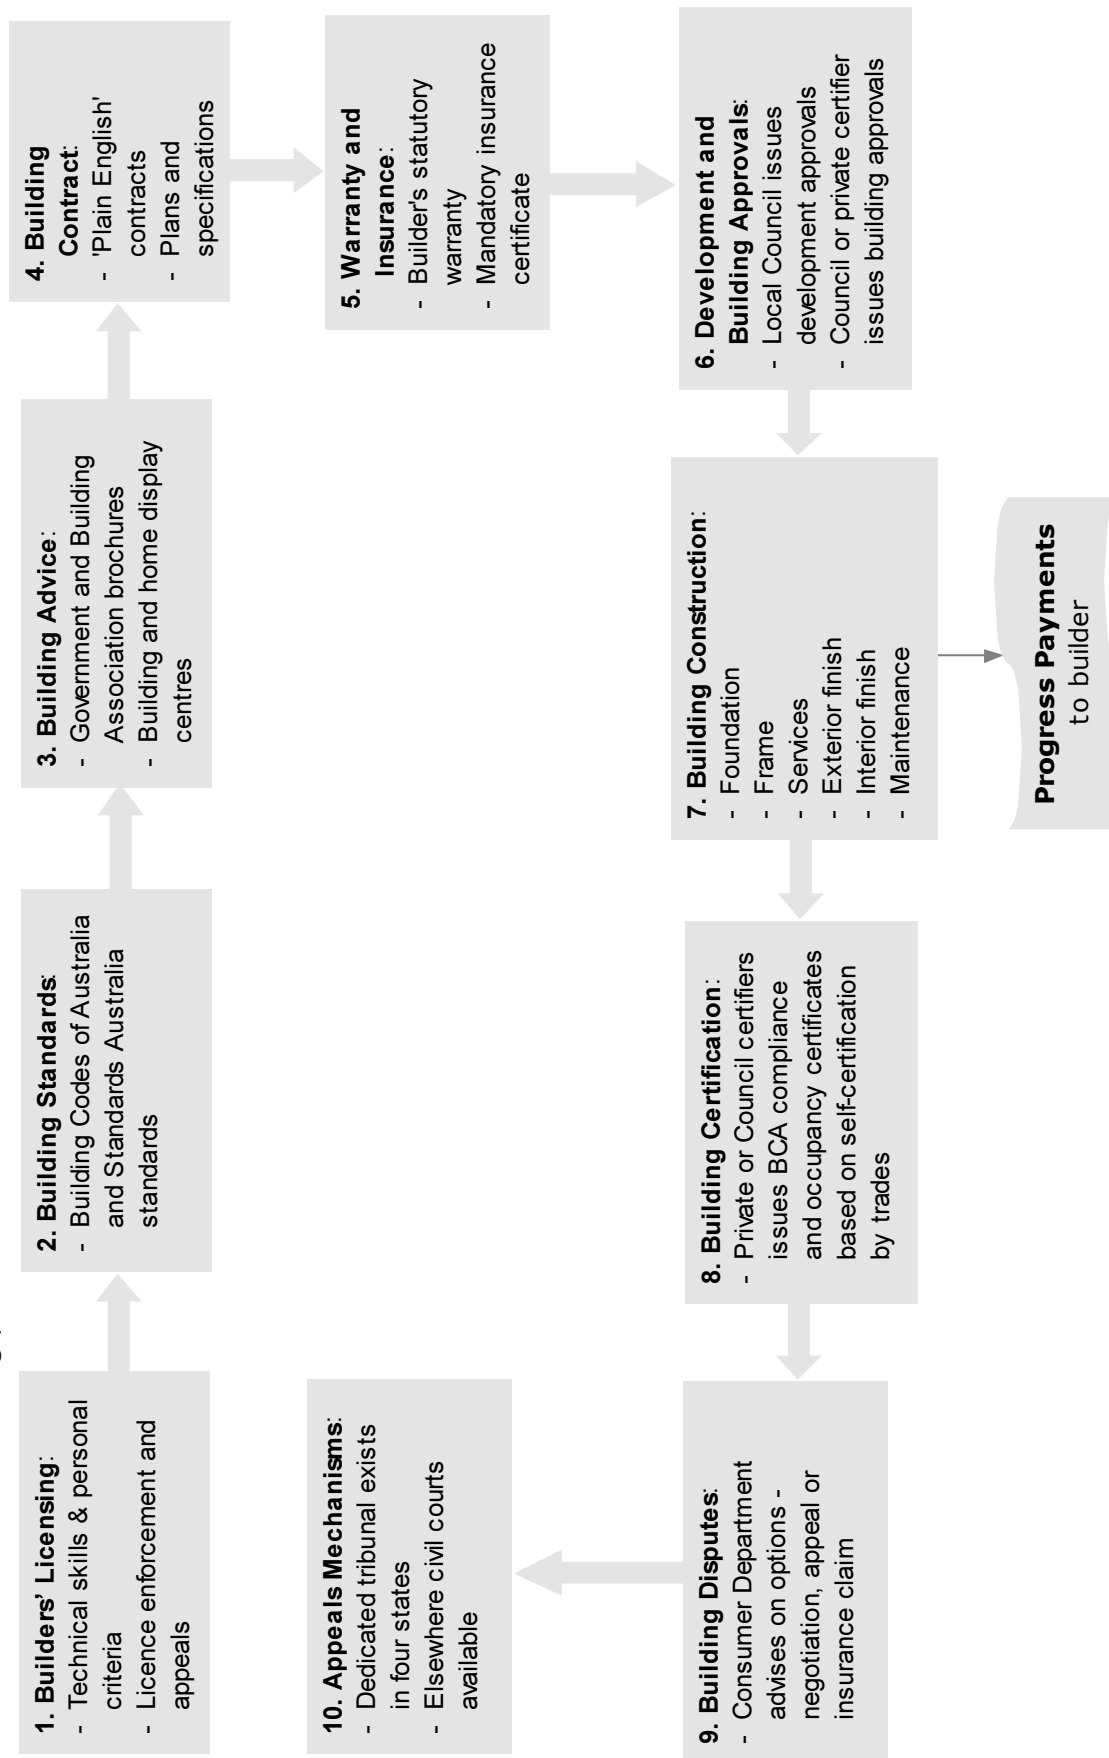 1. Builders' Licensing:
- Technical skills & personal
criteria
- Licence enforcement and
appeals
2. Building Standards:
- Building Codes of Australia
and Standards Australia
standards
3. Building Advice:
- Government and Building
Association brochures
- Building and home display
centres
4. Building
Contract:
- 'Plain English'
contracts
- Plans and
specifications
5. Warranty and
Insurance:
- Builder's statutory
warranty
- Mandatory insurance
certificate
6. Development and
Building Approvals:
- Local Council issues
development approvals
- Council or private certifier
issues building approvals
7. Building Construction:
- Foundation
- Frame
- Services
- Exterior finish
- Interior finish
- Maintenance
Progress Payments
to builder
8. Building Certification:
- Private or Council certifiers
issues BCA compliance
and occupancy certificates
based on self-certification
by trades
9. Building Disputes:
- Consumer Department
advises on options -
negotiation, appeal or
insurance claim
10. Appeals Mechanisms:
- Dedicated tribunal exists
in four states
- Elsewhere civil courts
available